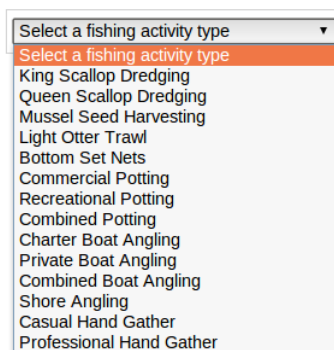 Select a fishing activity type
Select a fishing activity type
King Scallop Dredging
Queen Scallop Dredging
Mussel Seed Harvesting
Light Otter Trawl
Bottom Set Nets
Commercial Potting
Recreational Potting
Combined Potting
Charter Boat Angling
Private Boat Angling
Combined Boat Angling
Shore Angling
Casual Hand Gather
Professional Hand Gather